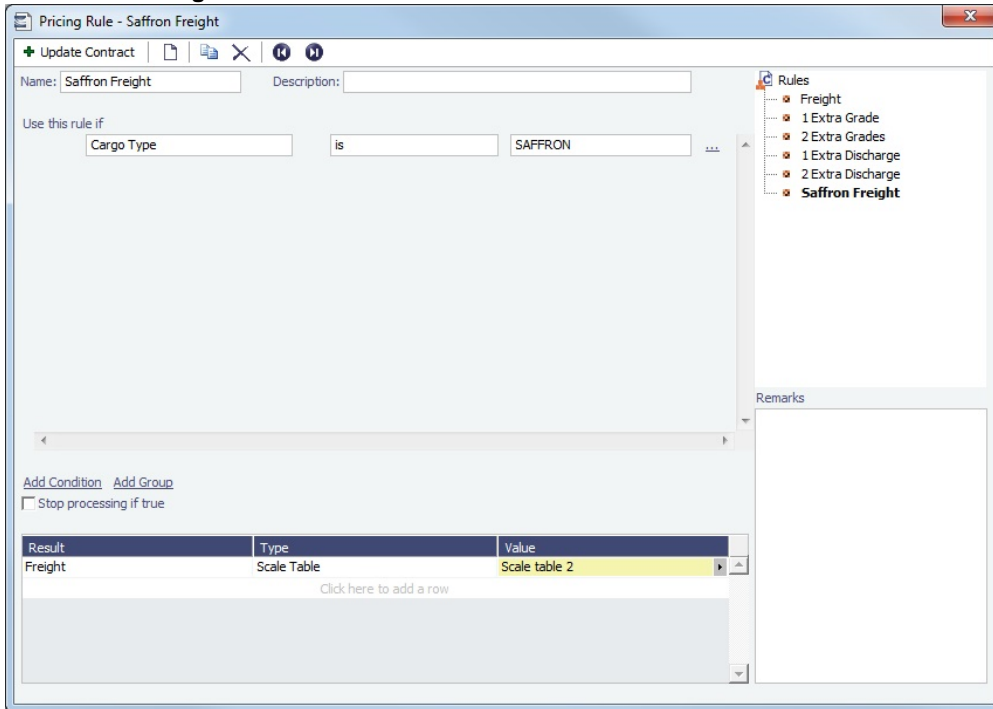 Pricing Rule - Saffron Freight
Update Contract
Name: Saffron Freight Description:
Use this rule if
Cargo Type is SAFFRON ...
Add Condition Add Group
Stop processing if true
Result Type Value
Freight Scale Table Scale table 2
Click here to add a row
Rules
Freight
1 Extra Grade
2 Extra Grades
1 Extra Discharge
2 Extra Discharge
Saffron Freight
Remarks